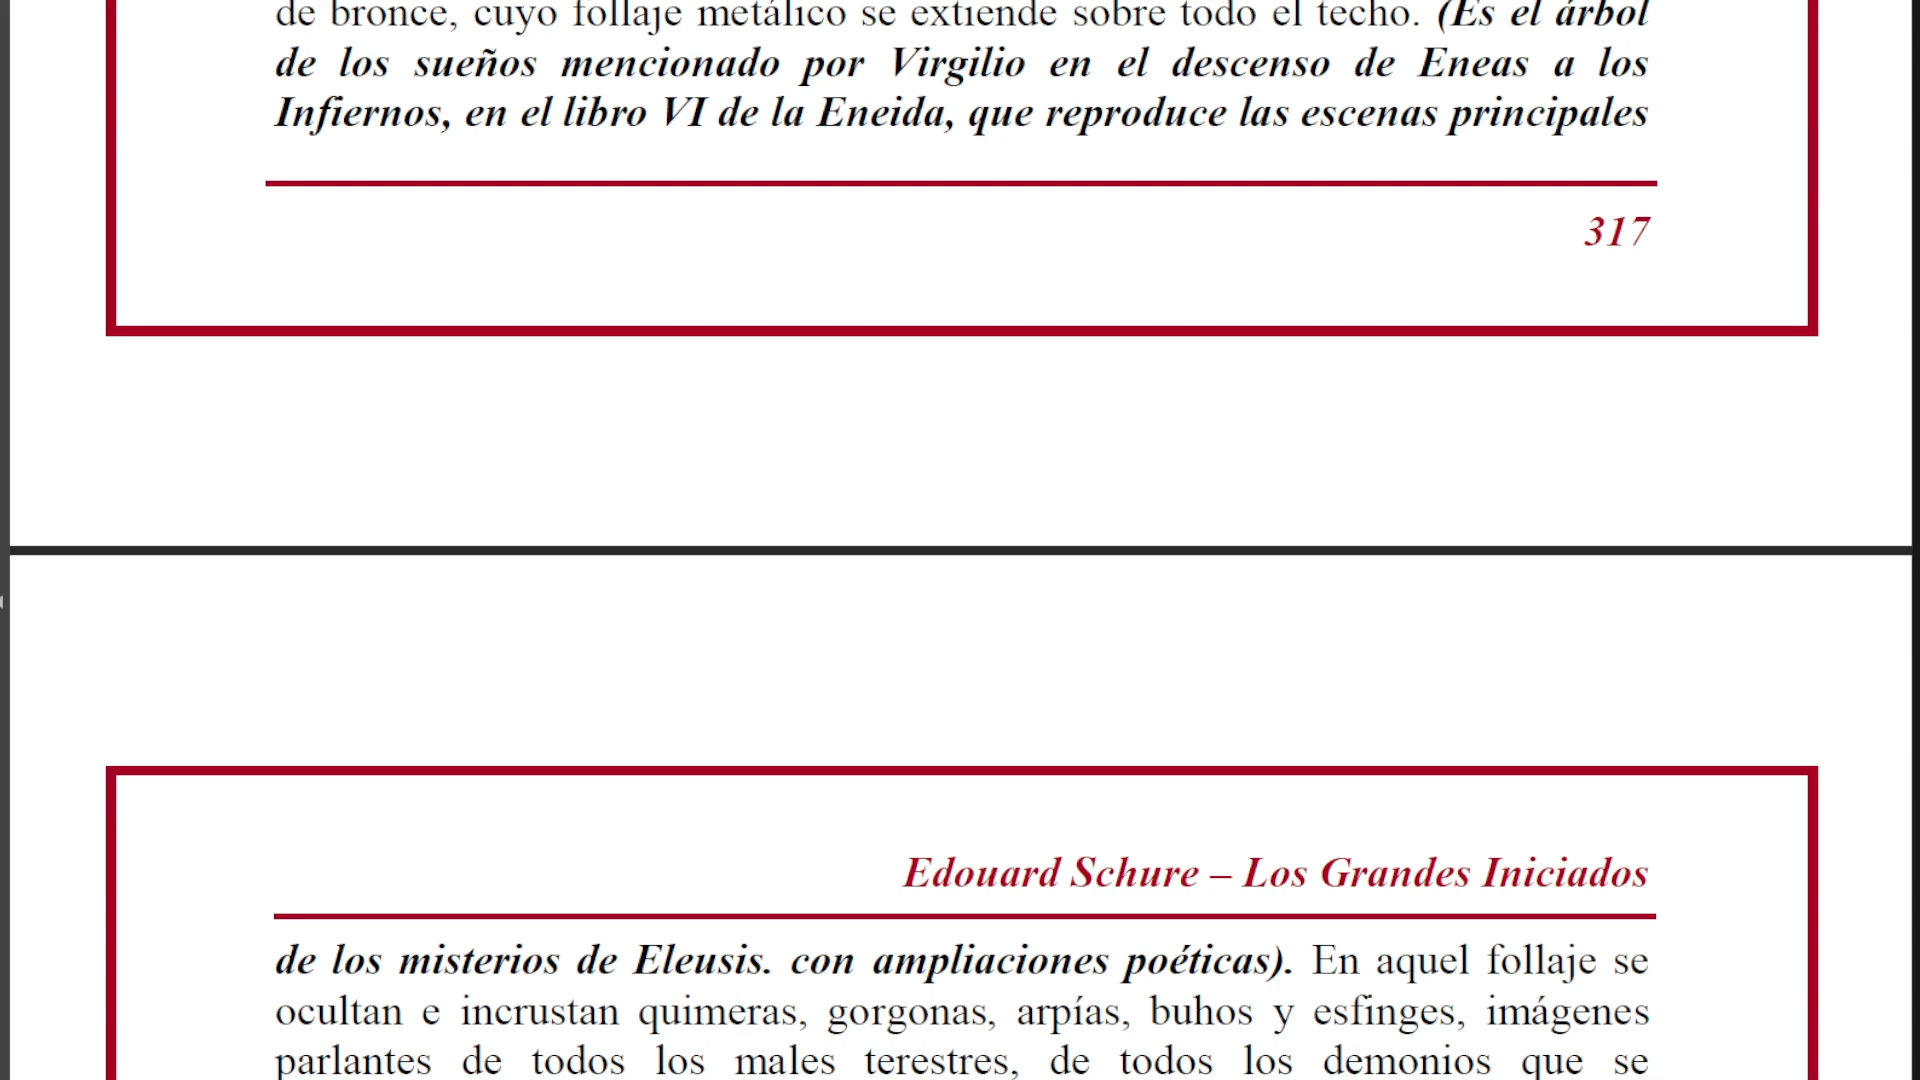 de bronce, cuyo follaje metálico se extiende sobre todo el techo. (Es el árbol
de los sueños mencionado por Virgilio en el descenso de Eneas a los
Infiernos, en el libro VI de la Eneida, que reproduce las escenas principales
317
Edouard Schure – Los Grandes Iniciados
de los misterios de Eleusis. con ampliaciones poéticas). En aquel follaje se
ocultan e incrustan quimeras, gorgonas, arpías, buhos y esfinges, imágenes
parlantes de todos los males terestres, de todos los demonios que se